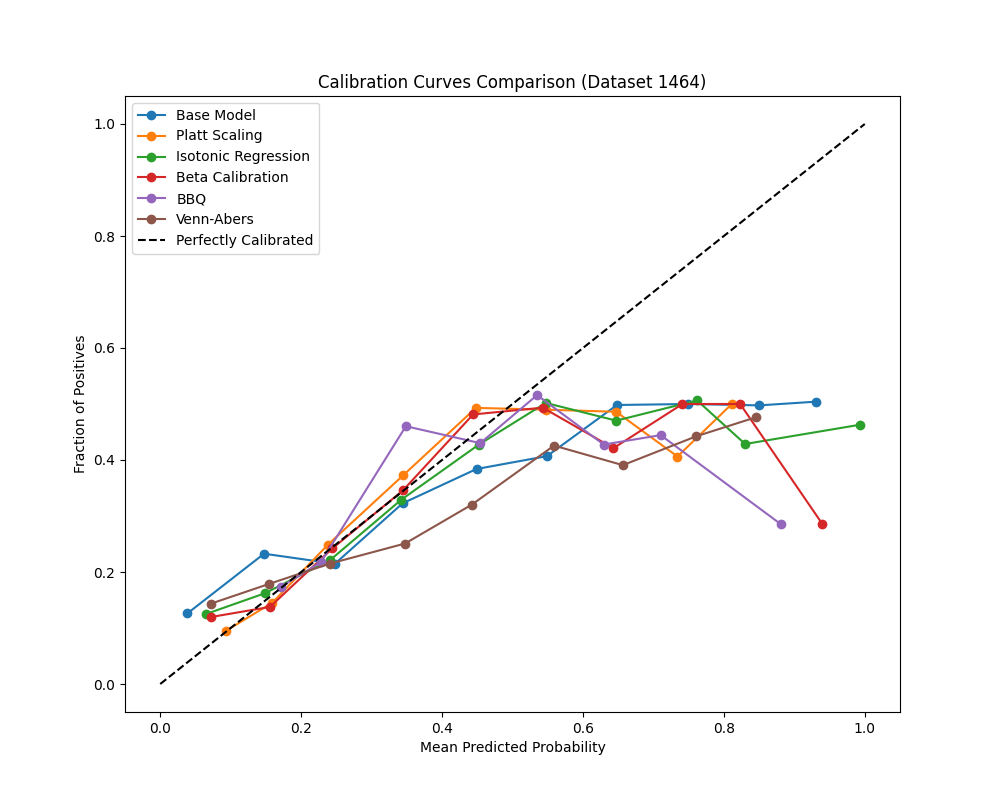 Calibration Curves Comparison (Dataset 1464)
Base Model
Platt Scaling
Isotonic Regression
Beta Calibration
BBQ
Venn-Abers
Perfectly Calibrated
Fraction of Positives
1.0
0.8
0.6
0.4
0.2
0.0
0.0 0.2 0.4 0.6 0.8 1.0
Mean Predicted Probability